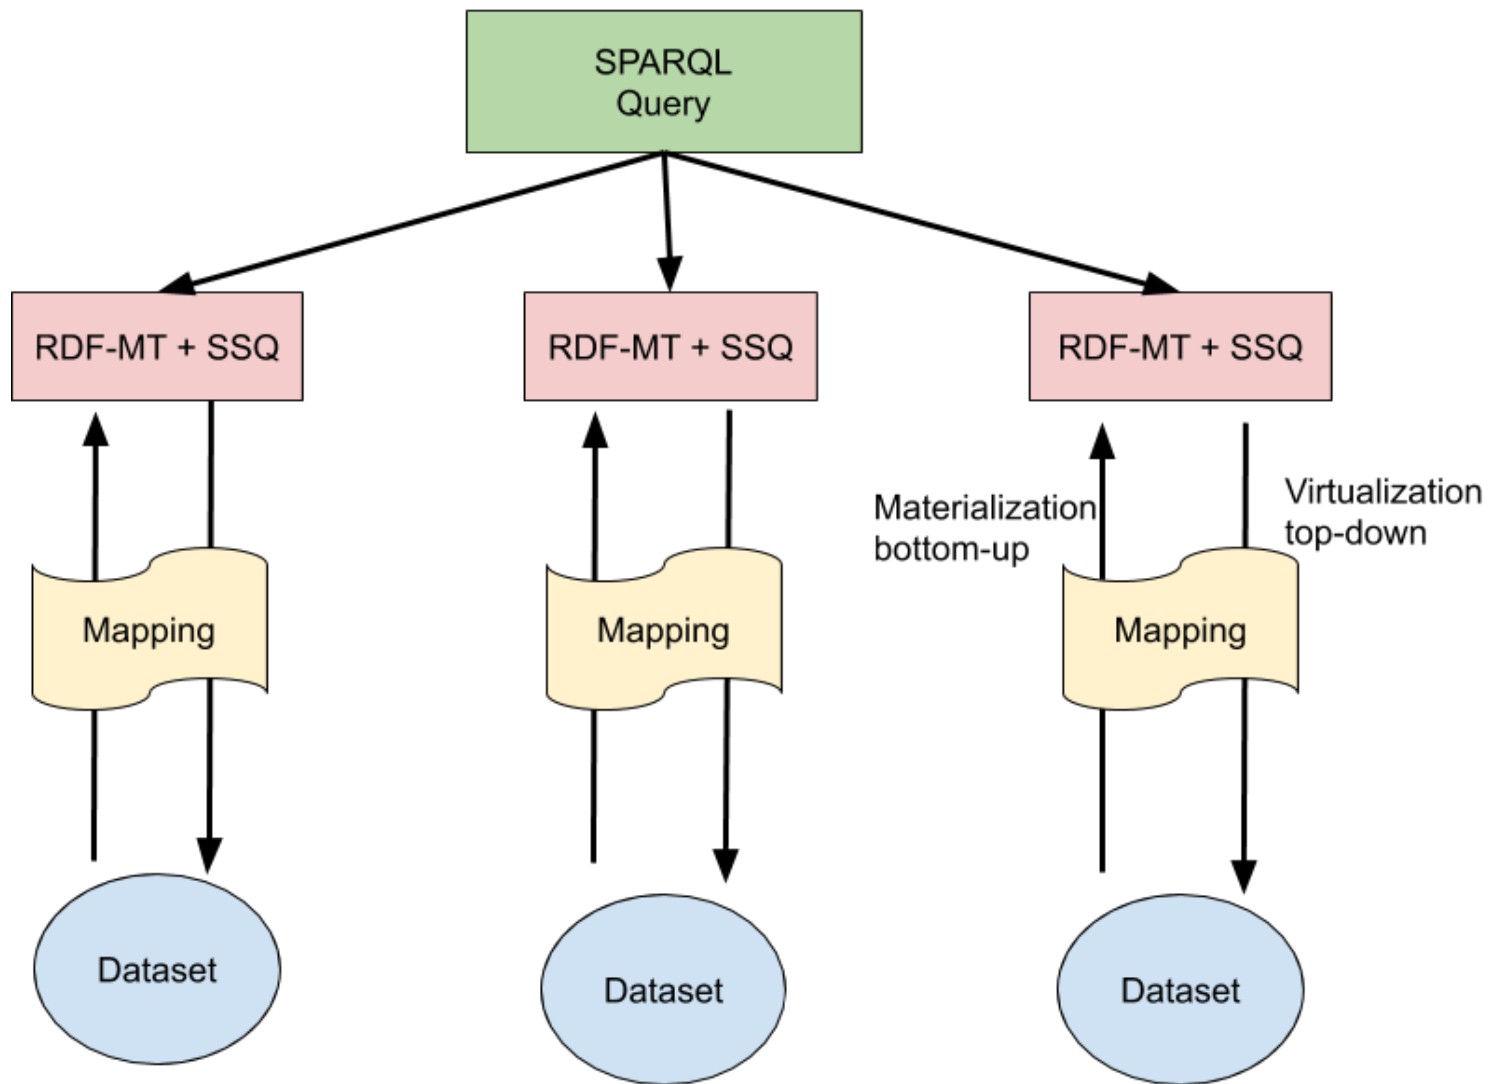 SPARQL
Query
RDF-MT + SSQ
RDF-MT + SSQ
RDF-MT + SSQ
Materialization
bottom-up
Virtualization
top-down
Mapping
Mapping
Mapping
Dataset
Dataset
Dataset